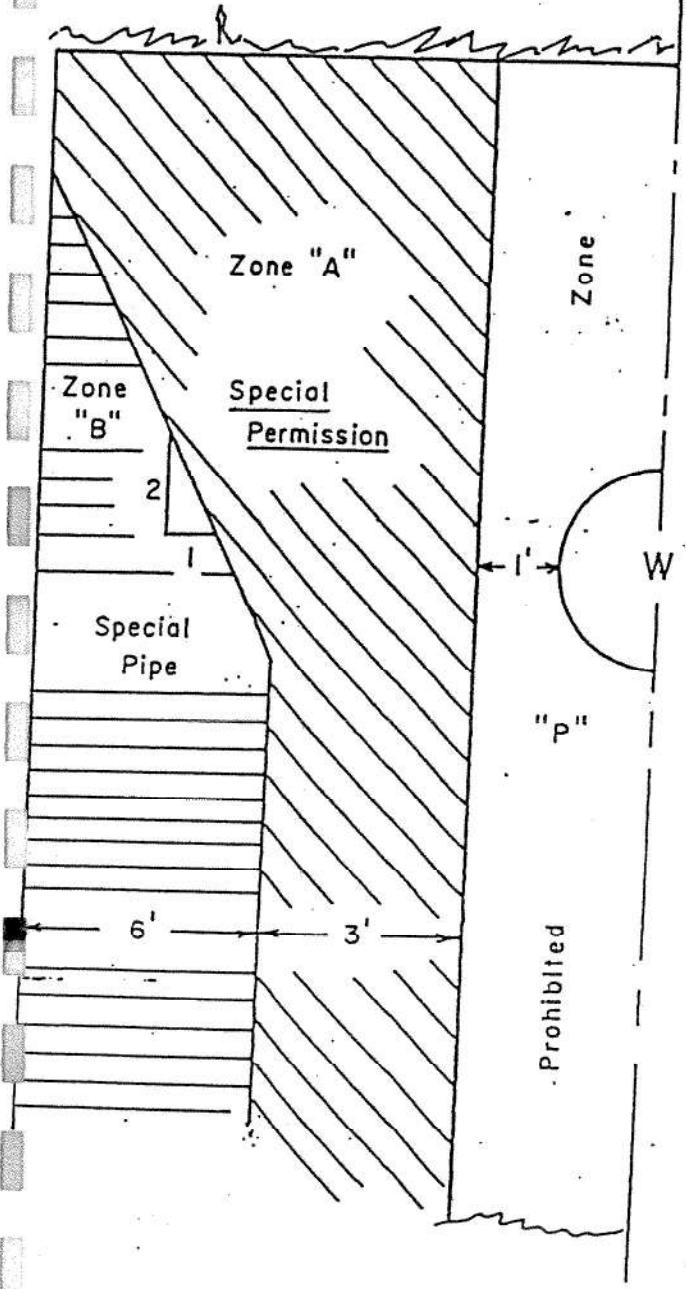 Zone "A"
Zone
Zone
"B"
Special
Permission
2
1
1'
W
Special
Pipe
"P"
6'
3'
Prohibited